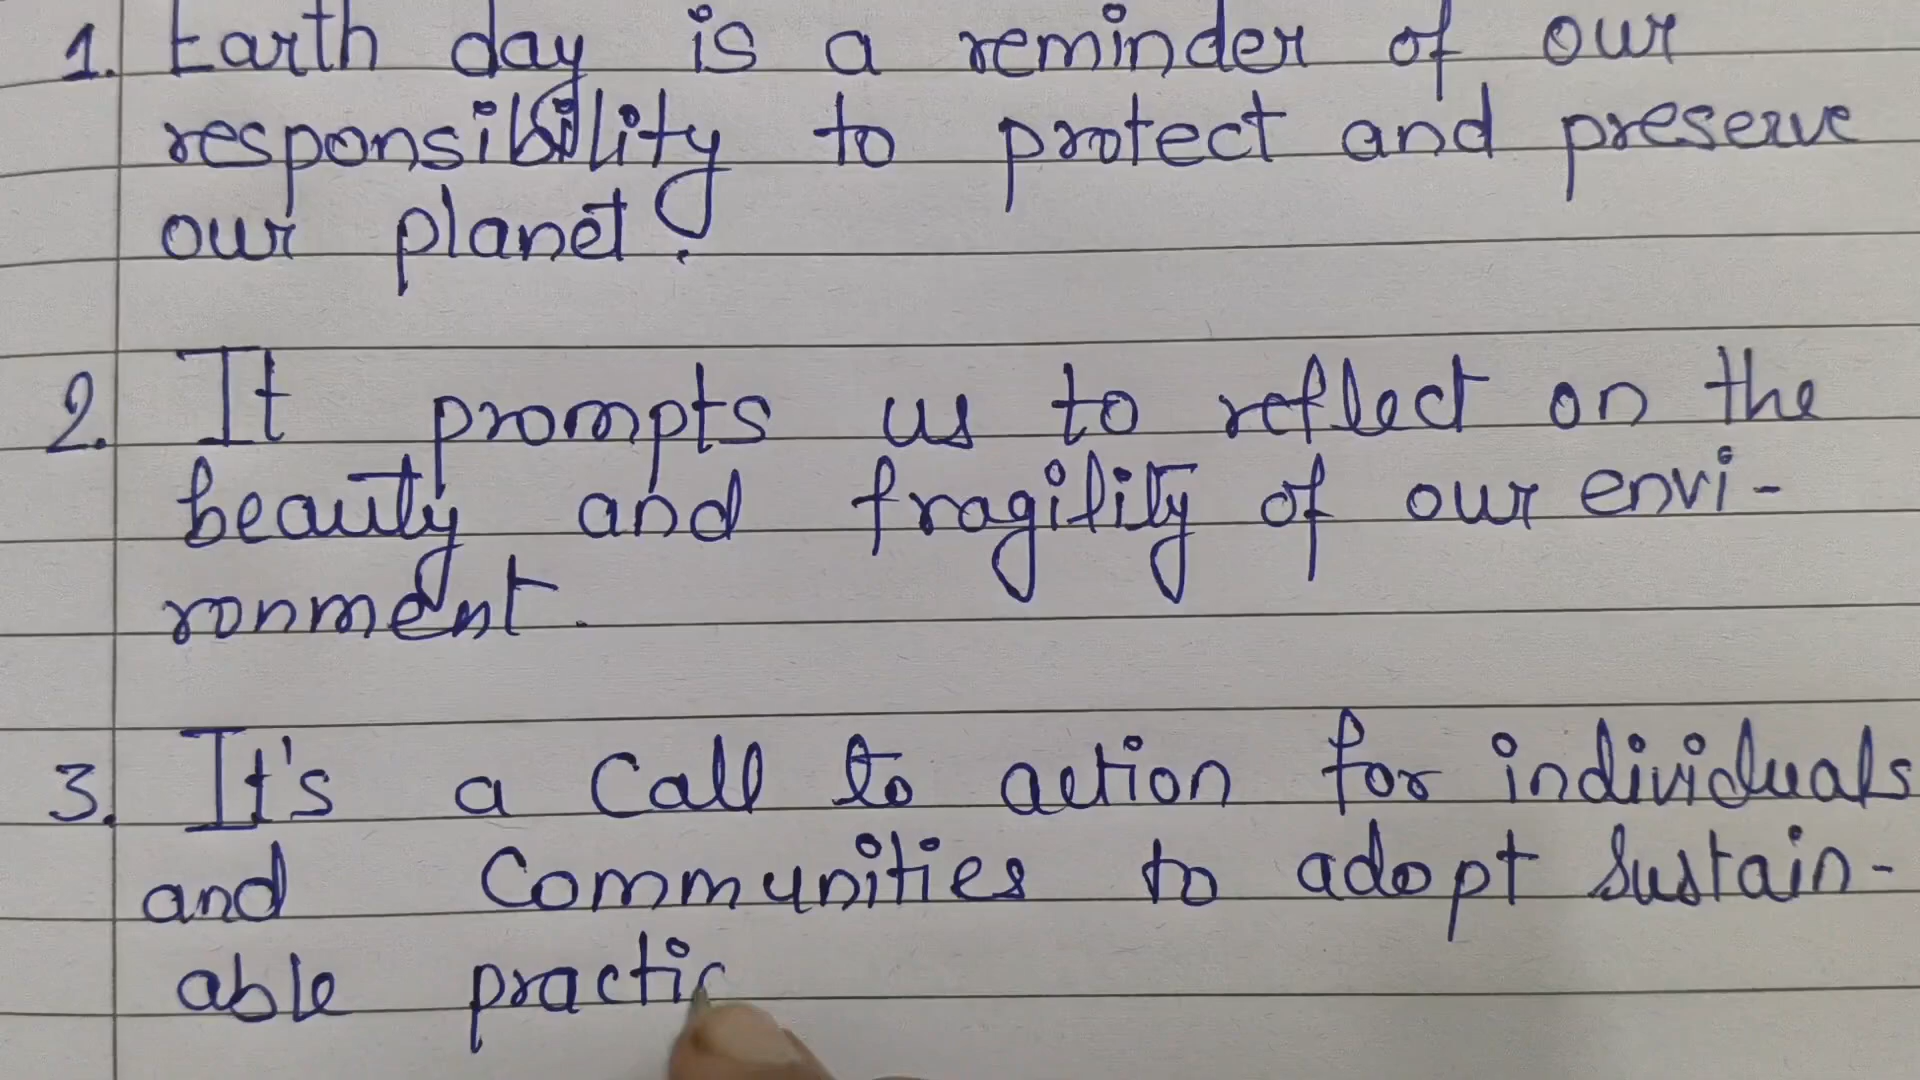 1. Earth day is a reminder of our
responsibility to protect and preserve
our planet.
2. It prompts us to reflect on the
beauty and fragility of our envi-
ronment.
3. It's a Call to action for individuals
and Communities to adopt Sustain-
able practic